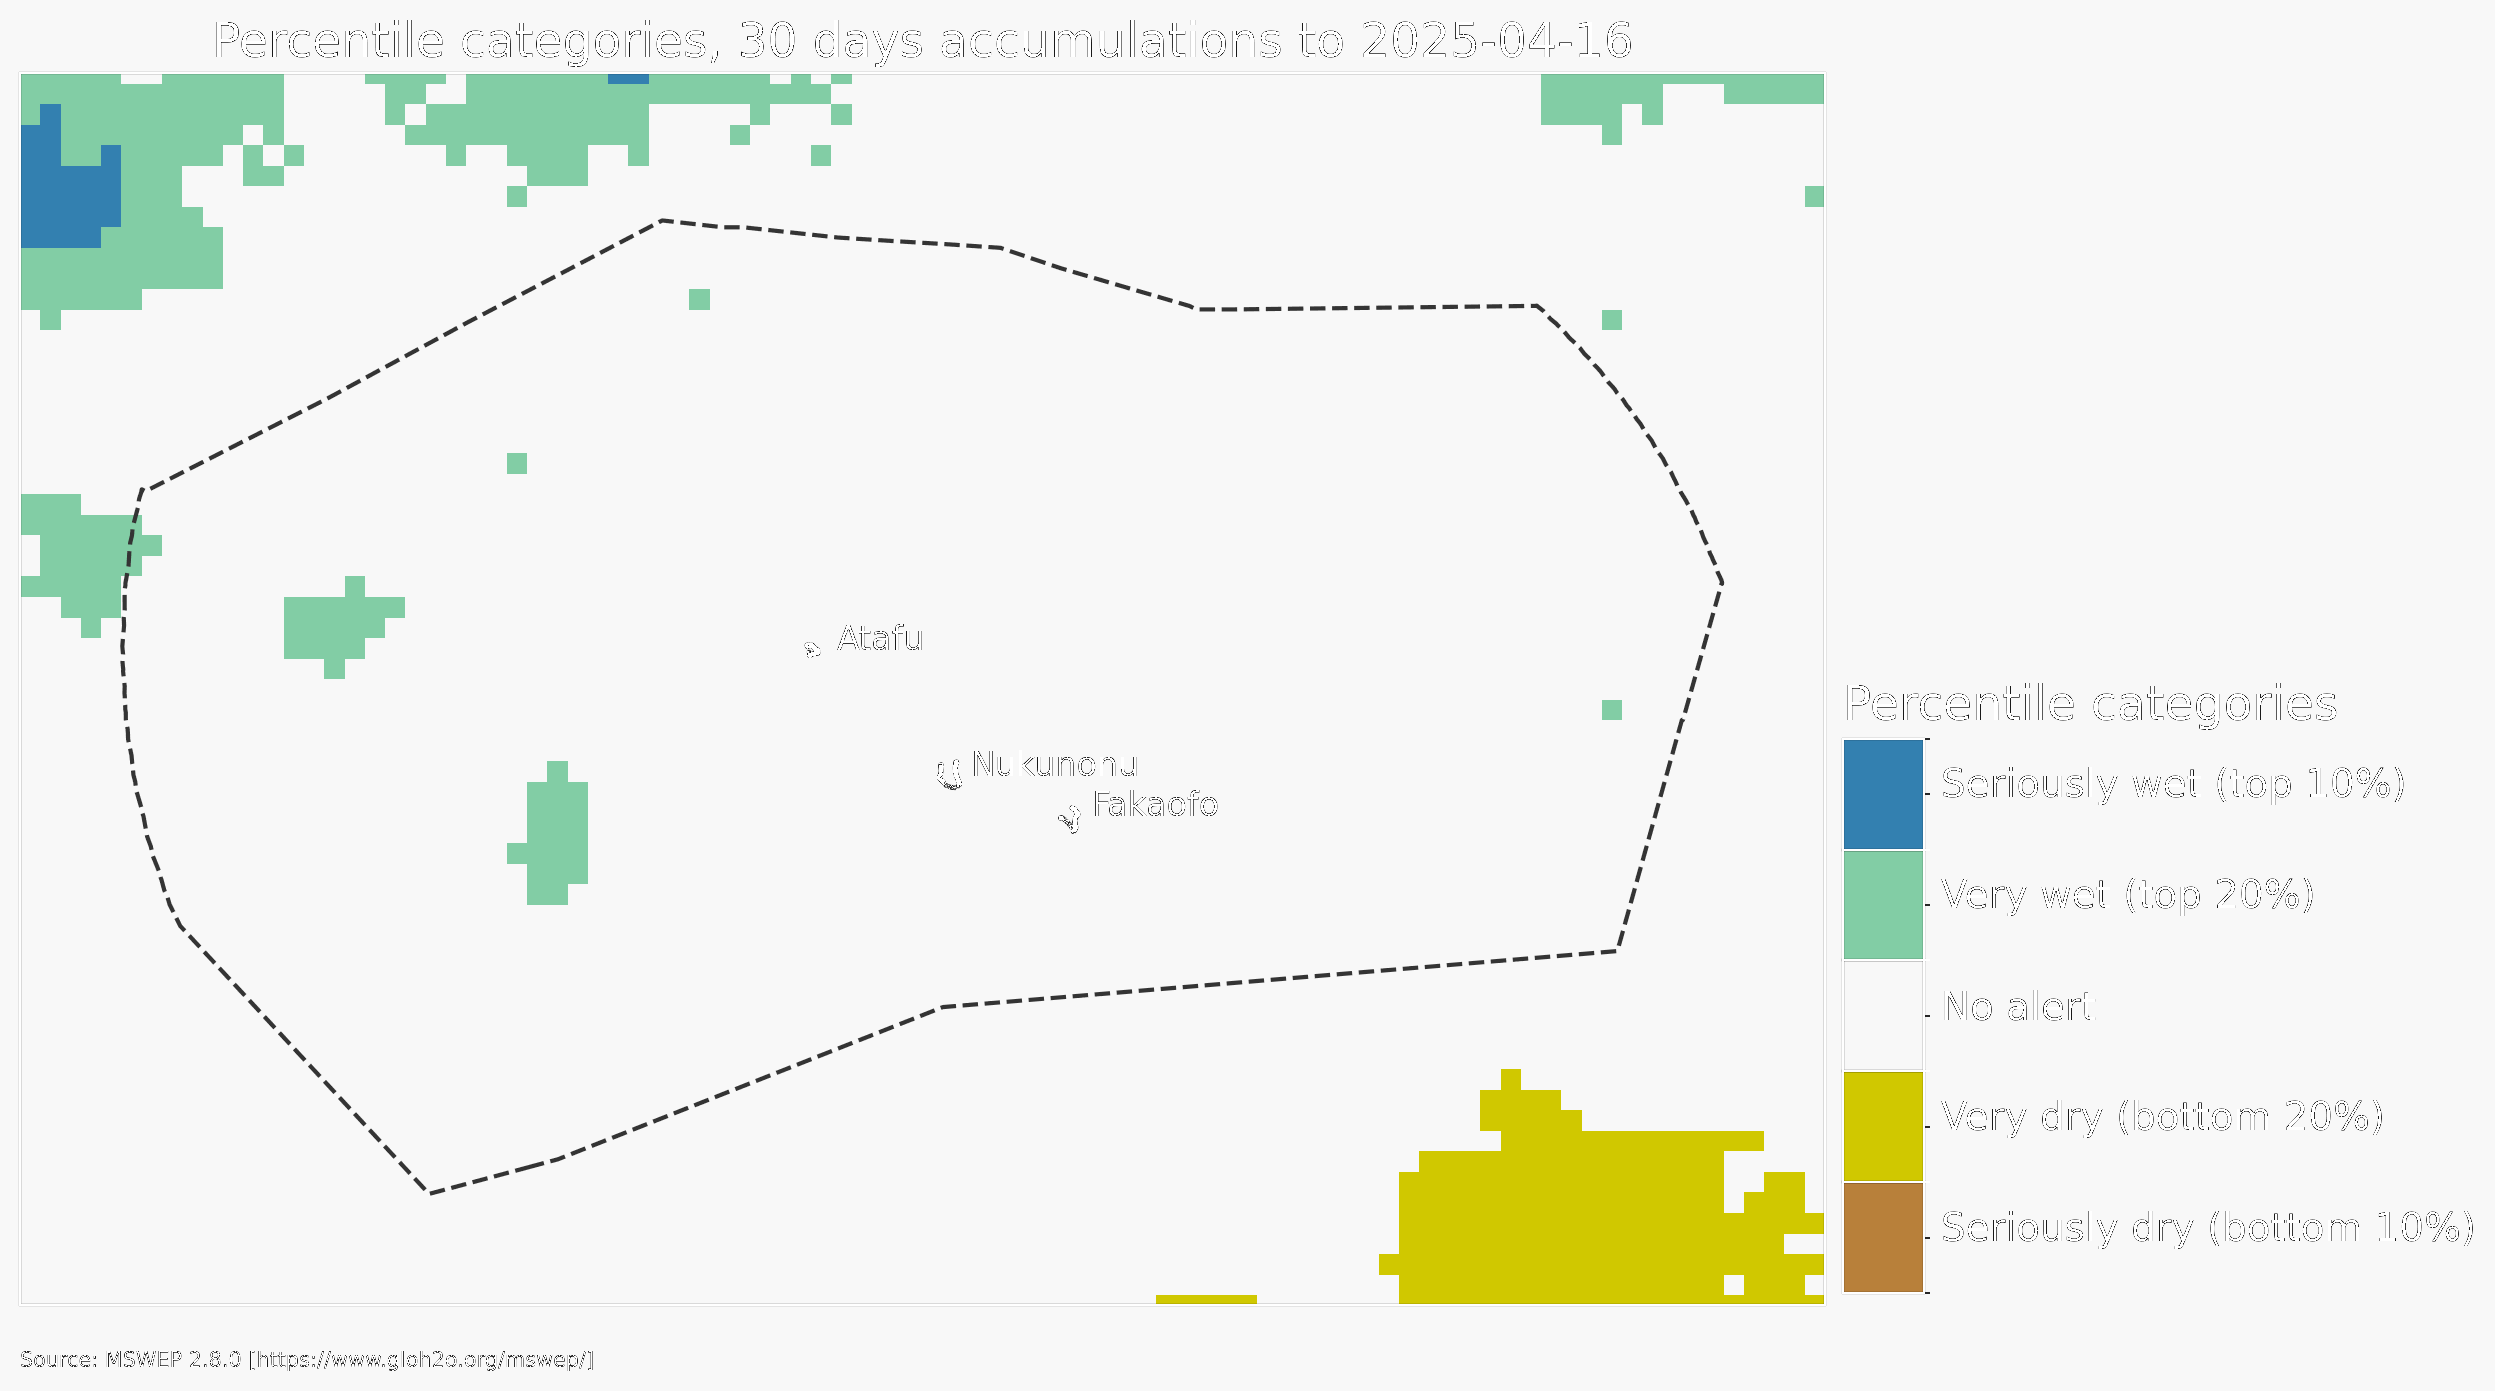 Percentile categories, 30 days accumulations to 2025-04-16
Atafu
Nukunonu
Fakaofo
Percentile categories
Seriously wet (top 10%)
Very wet (top 20%)
No alert
Very dry (bottom 20%)
Seriously dry (bottom 10%)
Source: MSWEP 2.8.0 [https://www.gloh2o.org/mswep/]